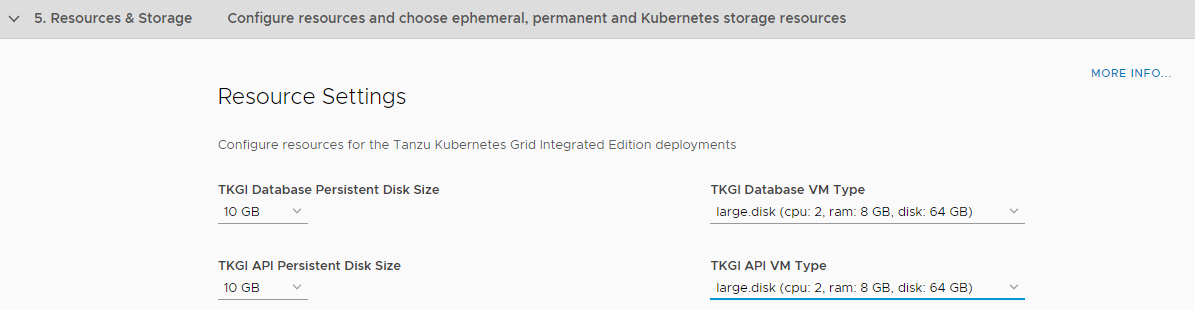 5. Resources & Storage Configure resources and choose ephemeral, permanent and Kubernetes storage resources
MORE INFO...
Resource Settings
Configure resources for the Tanzu Kubernetes Grid Integrated Edition deployments
TKGI Database Persistent Disk Size TKGI Database VM Type
10 GB large.disk (cpu: 2, ram: 8 GB, disk: 64 GB)
TKGI API Persistent Disk Size TKGI API VM Type
10 GB large.disk (cpu: 2, ram: 8 GB, disk: 64 GB)